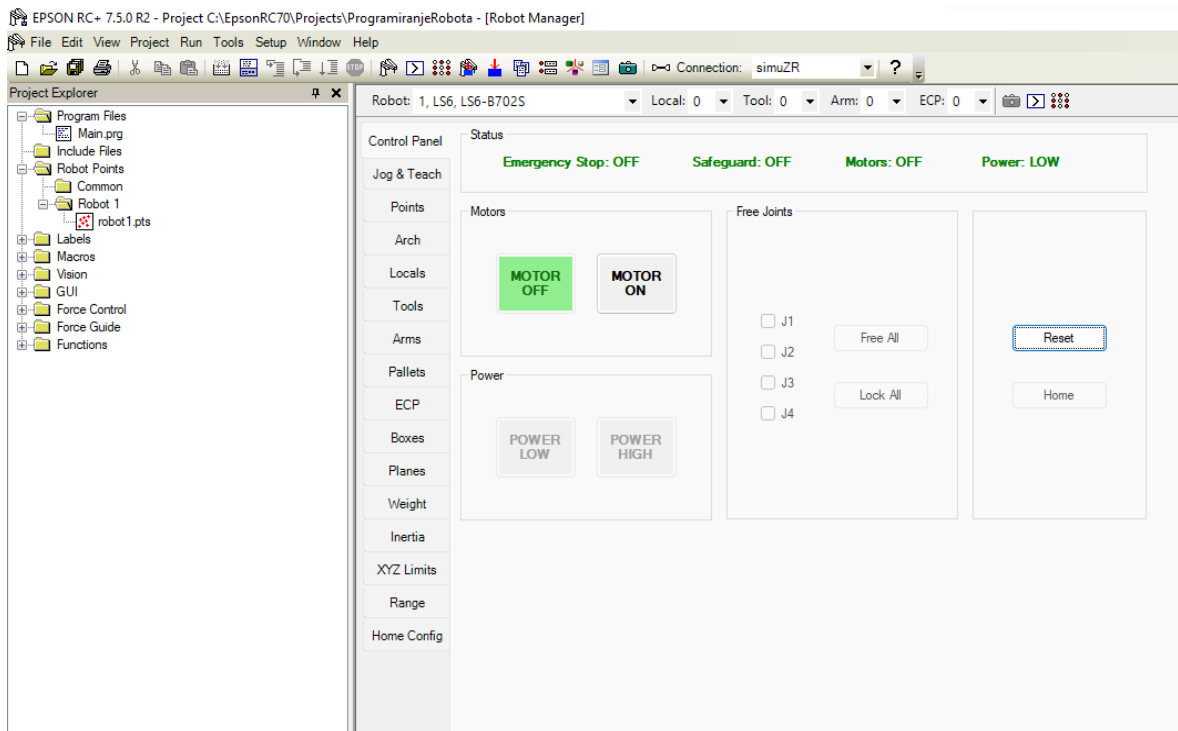 EPSON RC+ 7.5.0 R2 - Project C:\EpsonRC70\Projects\ProgramiranjeRobota - [Robot Manager]
File Edit View Project Run Tools Setup Window Help
STOP Connection: simuZR ?
Project Explorer
Program Files
Main.prg
Include Files
Robot Points
Common
Robot 1
robot1.pts
Labels
Macros
Vision
GUI
Force Control
Force Guide
Functions
Robot: 1, LS6, LS6-B702S Local: 0 Tool: 0 Arm: 0 ECP: 0
Control Panel
Jog & Teach
Points
Arch
Locals
Tools
Arms
Pallets
ECP
Boxes
Planes
Weight
Inertia
XYZ Limits
Range
Home Config
Status
Emergency Stop: OFF Safeguard: OFF Motors: OFF Power: LOW
Motors
MOTOR OFF
MOTOR ON
Power
POWER LOW
POWER HIGH
Free Joints
J1
J2
J3
J4
Free All
Lock All
Reset
Home